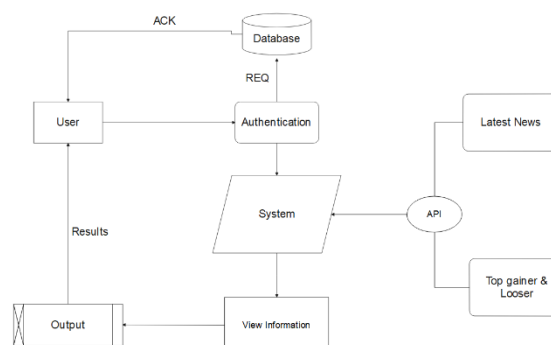 ACK
Database
REQ
User
Authentication
Latest News
System
API
Results
Top gainer &
Looser
Output
View Information